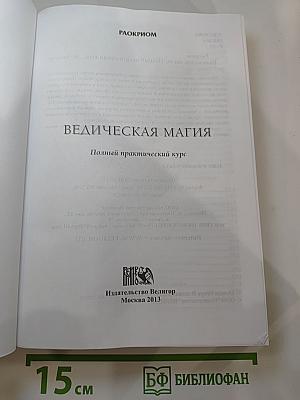 РАОКРИОМ
ВЕДИЧЕСКАЯ МАГИЯ
Полный практический курс
Издательство Велигор
Москва 2013
15 см
БФ БИБЛИОФАН